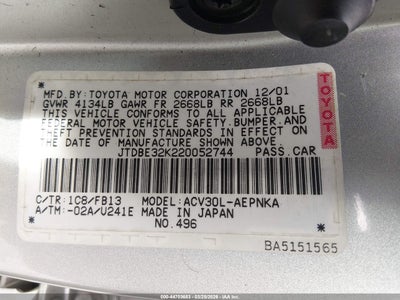 MFD.BY:TOYOTA MOTOR CORPORATION 12/01
GVWR 4134LB GAWR FR 2668LB RR 2668LB
THIS VEHICLE CONFORMS TO ALL APPLICABLE
FEDERAL MOTOR VEHICLE SAFETY,BUMPER,AND
THEFT PREVENTION STANDARDS IN EFFECT ON
THE DATE OF MANUFACTURE SHOWN ABOVE.
JTDBE32K220052744 PASS.CAR
TOYOTA
C/TR:1C8/FB13 MODEL:ACV30L-AEPNKA
A/TM:-02A/U241E MADE IN JAPAN
NO.496
BA5151565